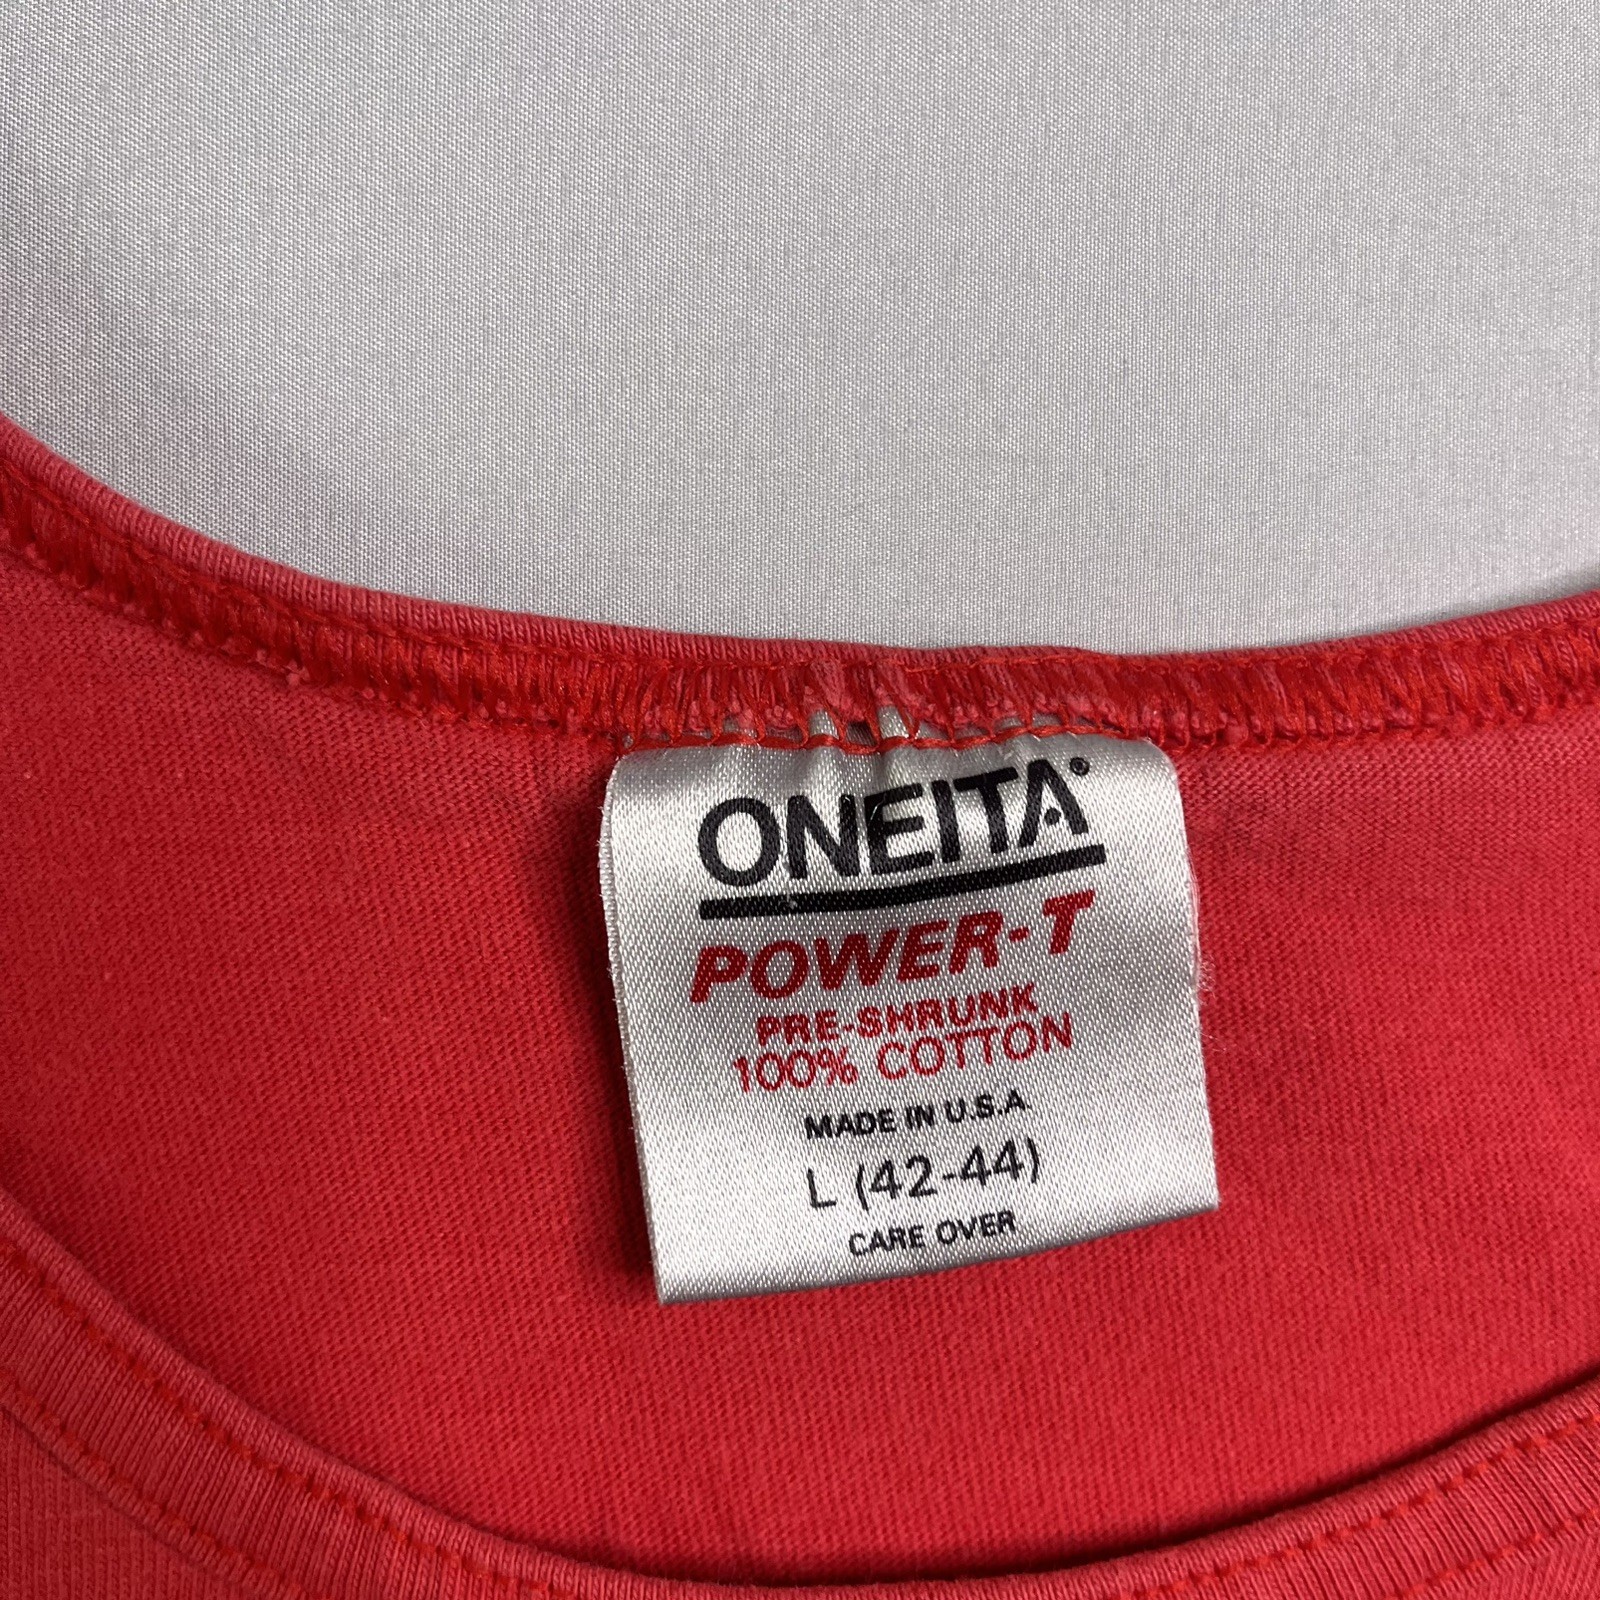 ONEITA®
POWER-T
PRE-SHRUNK
100% COTTON
MADE IN U.S.A.
L (42-44)
CARE OVER